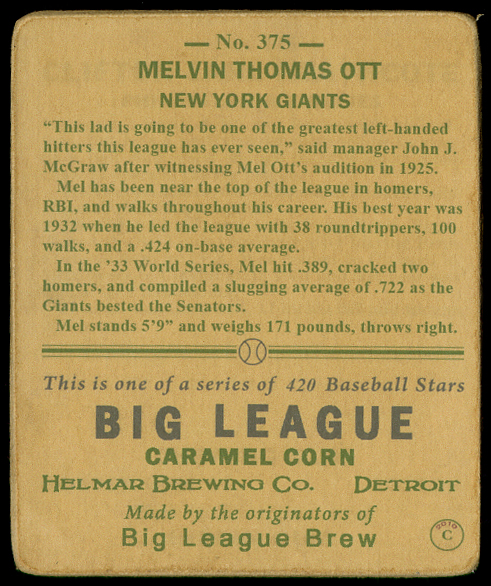 — No. 375 —
MELVIN THOMAS OTT
NEW YORK GIANTS
“This lad is going to be one of the greatest left-handed
hitters this league has ever seen,” said manager John J.
McGraw after witnessing Mel Ott’s audition in 1925.
Mel has been near the top of the league in homers,
RBI, and walks throughout his career. His best year was
1932 when he led the league with 38 roundtrippers, 100
walks, and a .424 on-base average.
In the ’33 World Series, Mel hit .389, cracked two
homers, and compiled a slugging average of .722 as the
Giants bested the Senators.
Mel stands 5’9” and weighs 171 pounds, throws right.
This is one of a series of 420 Baseball Stars
BIG LEAGUE
CARAMEL CORN
HELMAR BREWING CO. DETROIT
Made by the originators of
Big League Brew
C